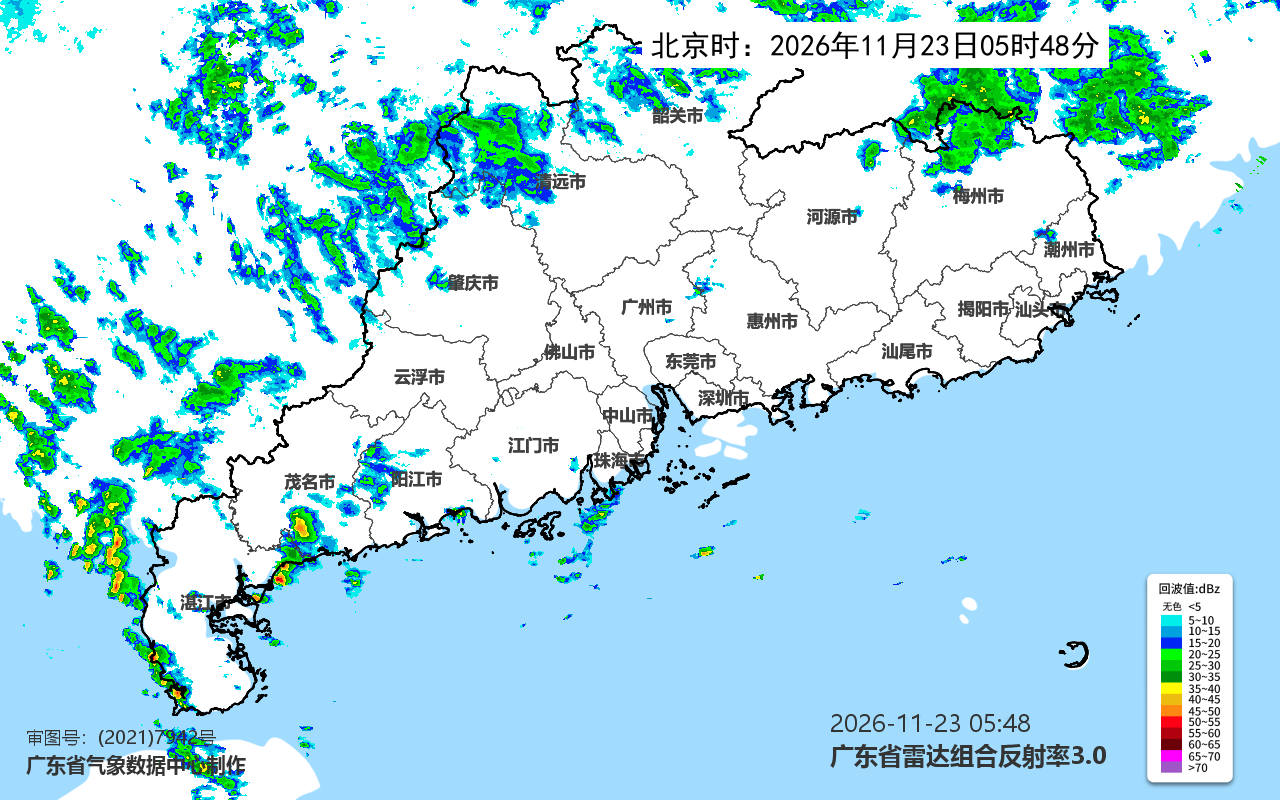 北京时：2026年11月23日05时48分
韶关市
清远市
梅州市
河源市
潮州市
肇庆市
广州市
惠州市
揭阳市
汕头市
佛山市
东莞市
汕尾市
云浮市
深圳市
中山市
江门市
珠海市
茂名市
阳江市
湛江市
回波值:dBz
无色 <5
5~10
10~15
15~20
20~25
25~30
30~35
35~40
40~45
45~50
50~55
55~60
60~65
65~70
>70
审图号：(2021)7942号
广东省气象数据中心制作
2026-11-23 05:48
广东省雷达组合反射率3.0